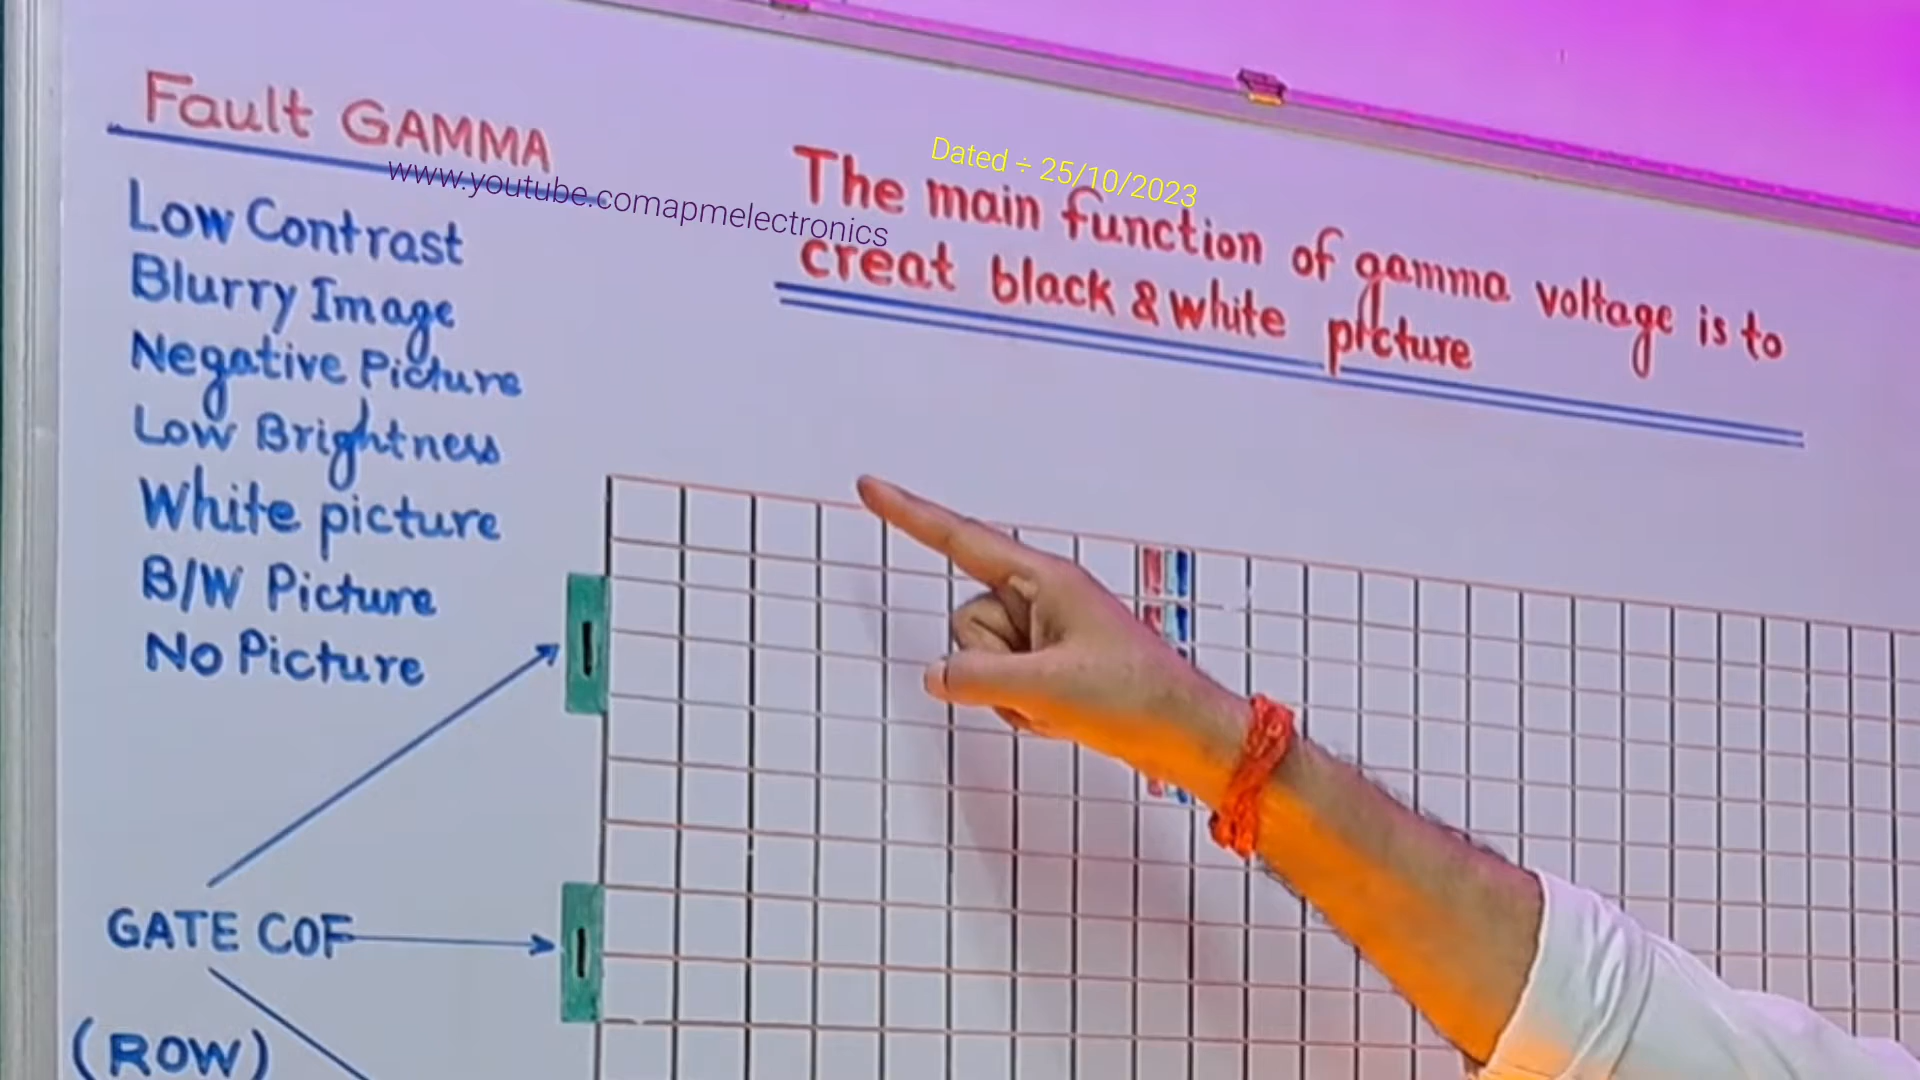 Fault GAMMA
www.youtube.comapmelectronics
Dated ÷ 25/10/2023
The main function of gamma voltage is to
creat black & white picture
Low Contrast
Blurry Image
Negative Picture
Low Brightness
White picture
B/W Picture
No Picture
GATE COF
(ROW)